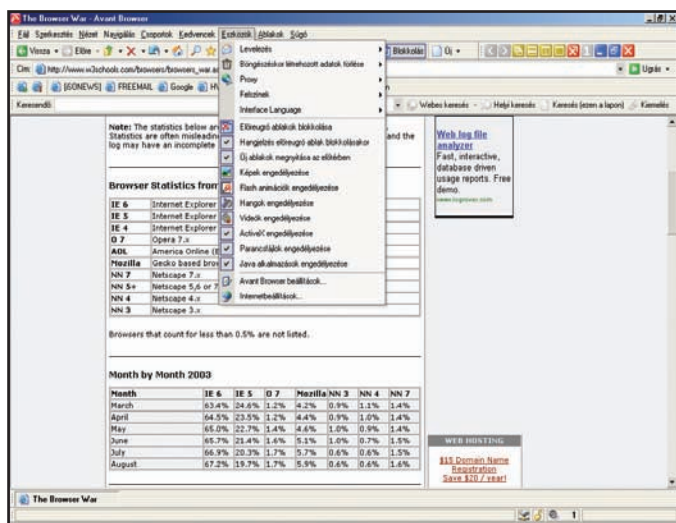 The Browser War - Avant Browser
Fájl Szerkesztés Nézet Navigálás Csoportok Kedvencek Eszközök Ablakok Súgó
Vissza Előre Blokkolás Új
Cím: http://www.w3schools.com/browsers/browsers_war.as Ugrás
[SONEWS] FREEMAIL Google
Keresendő Webes keresés Helyi keresés Keresés (ezen a lapon) Kiemelés
Levelezés
Böngészéskor létrehozott adatok törlése
Proxy
Felszínek
Interface Language
Előreugró ablakok blokkolása
Hangjelzés előreugró ablak blokkolásakor
Új ablakok megnyitása az előtérben
Képek engedélyezése
Flash animációk engedélyezése
Hangok engedélyezése
Videók engedélyezése
ActiveX engedélyezése
Parancsfájlok engedélyezése
Java alkalmazások engedélyezése
Avant Browser beállítások...
Internetbeállítások...
Note: The statistics below are
Statistics are often misleading and the
log may have an incomplete
Browser Statistics from
IE 6 Internet Explorer
IE 5 Internet Explorer
IE 4 Internet Explorer
O 7 Opera 7.x
AOL America Online (E
Mozilla Gecko based brow
NN 7 Netscape 7.x
NN 5+ Netscape 5,6 or 7
NN 4 Netscape 4.x
NN 3 Netscape 3.x
Browsers that count for less than 0.5% are not listed.
Month by Month 2003
Month IE 6 IE 5 O 7 Mozilla NN 3 NN 4 NN 7
March 63.4% 24.6% 1.2% 4.2% 0.9% 1.1% 1.4%
April 64.5% 23.5% 1.2% 4.4% 0.9% 1.0% 1.4%
May 65.0% 22.7% 1.4% 4.6% 1.0% 0.9% 1.4%
June 65.7% 21.4% 1.6% 5.1% 1.0% 0.7% 1.5%
July 66.9% 20.3% 1.7% 5.7% 0.6% 0.6% 1.5%
August 67.2% 19.7% 1.7% 5.9% 0.6% 0.6% 1.6%
Web log file
analyzer
Fast, interactive,
database driven
usage reports. Free
demo.
WEB HOSTING
$15 Domain Name
Registration
Save $20 / year!
The Browser War
1